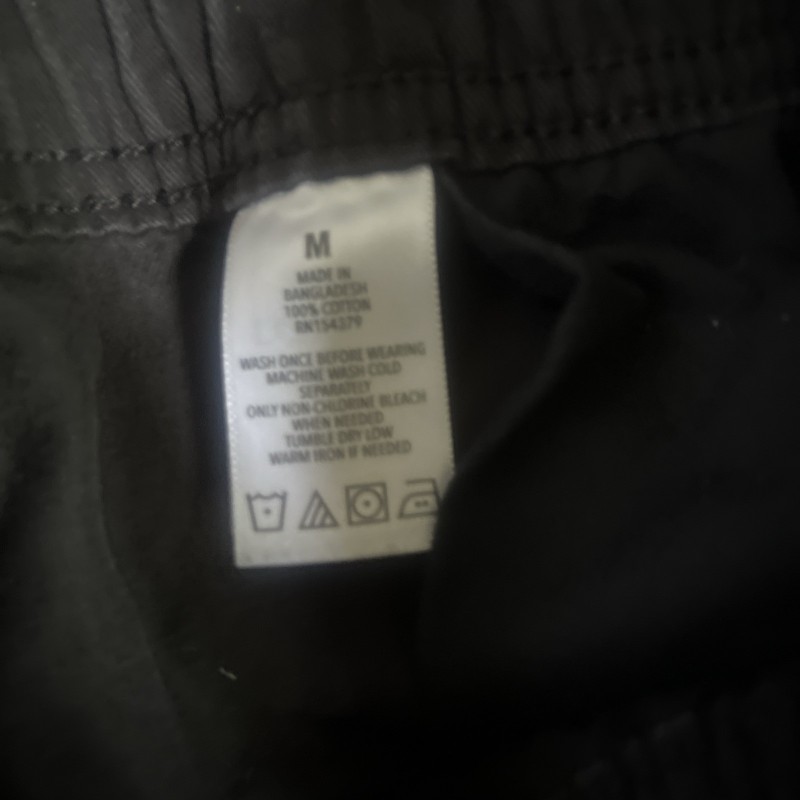 M
MADE IN
BANGLADESH
100% COTTON
RN154379
WASH ONCE BEFORE WEARING
MACHINE WASH COLD
SEPARATELY
ONLY NON-CHLORINE BLEACH
WHEN NEEDED
TUMBLE DRY LOW
WARM IRON IF NEEDED